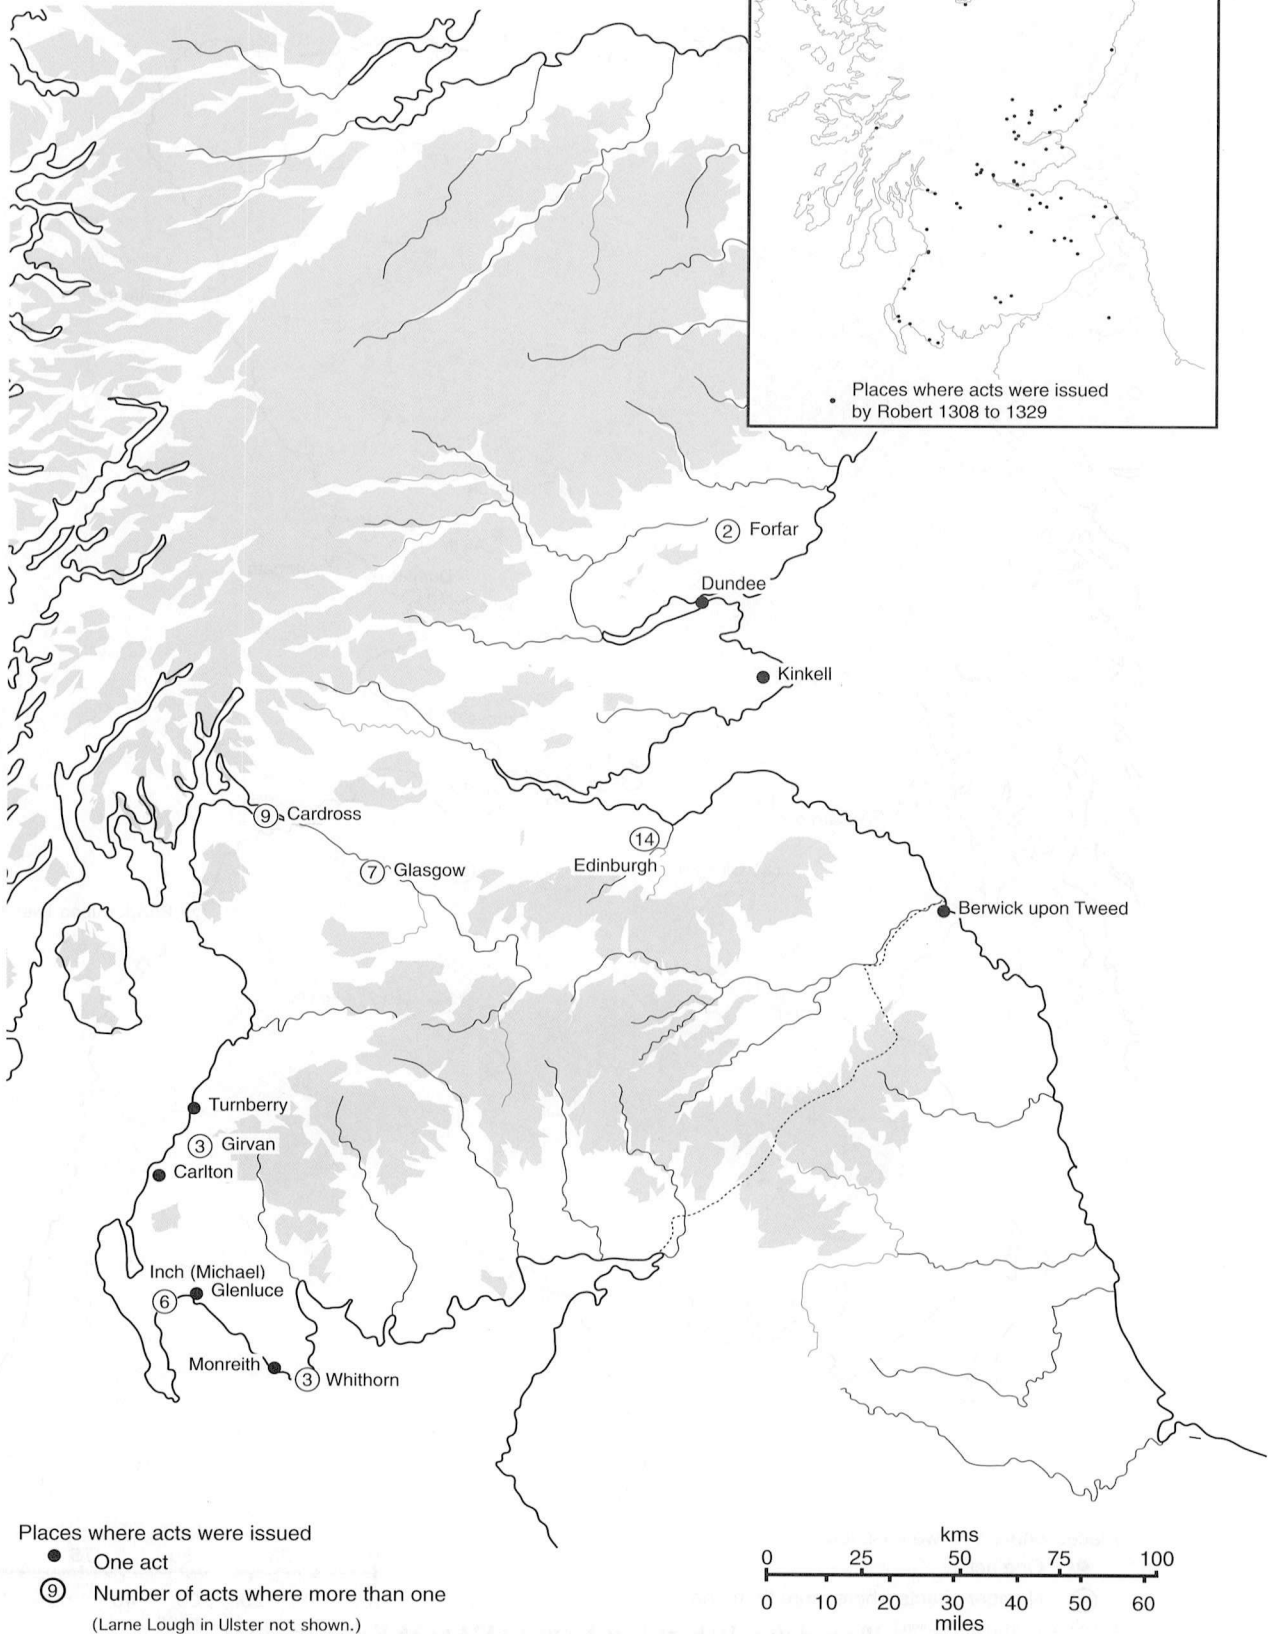 Places where acts were issued
by Robert 1308 to 1329
2 Forfar
Dundee
Kinkell
9 Cardross
14
Edinburgh
7 Glasgow
Berwick upon Tweed
Turnberry
3 Girvan
Carlton
Inch (Michael)
6
Glenluce
Monreith
3 Whithorn
Places where acts were issued
One act
9 Number of acts where more than one
(Larne Lough in Ulster not shown.)
kms
0 25 50 75 100
0 10 20 30 40 50 60
miles